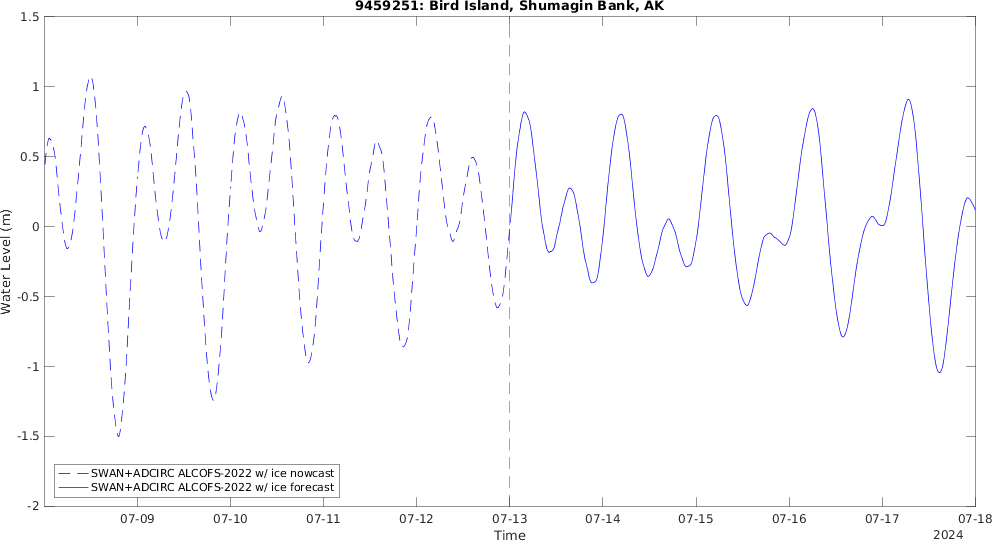 9459251: Bird Island, Shumagin Bank, AK
1.5
1
0.5
0
-0.5
-1
-1.5
-2
Water Level (m)
SWAN+ADCIRC ALCOFS-2022 w/ ice nowcast
SWAN+ADCIRC ALCOFS-2022 w/ ice forecast
07-09 07-10 07-11 07-12 07-13 07-14 07-15 07-16 07-17 07-18
Time
2024